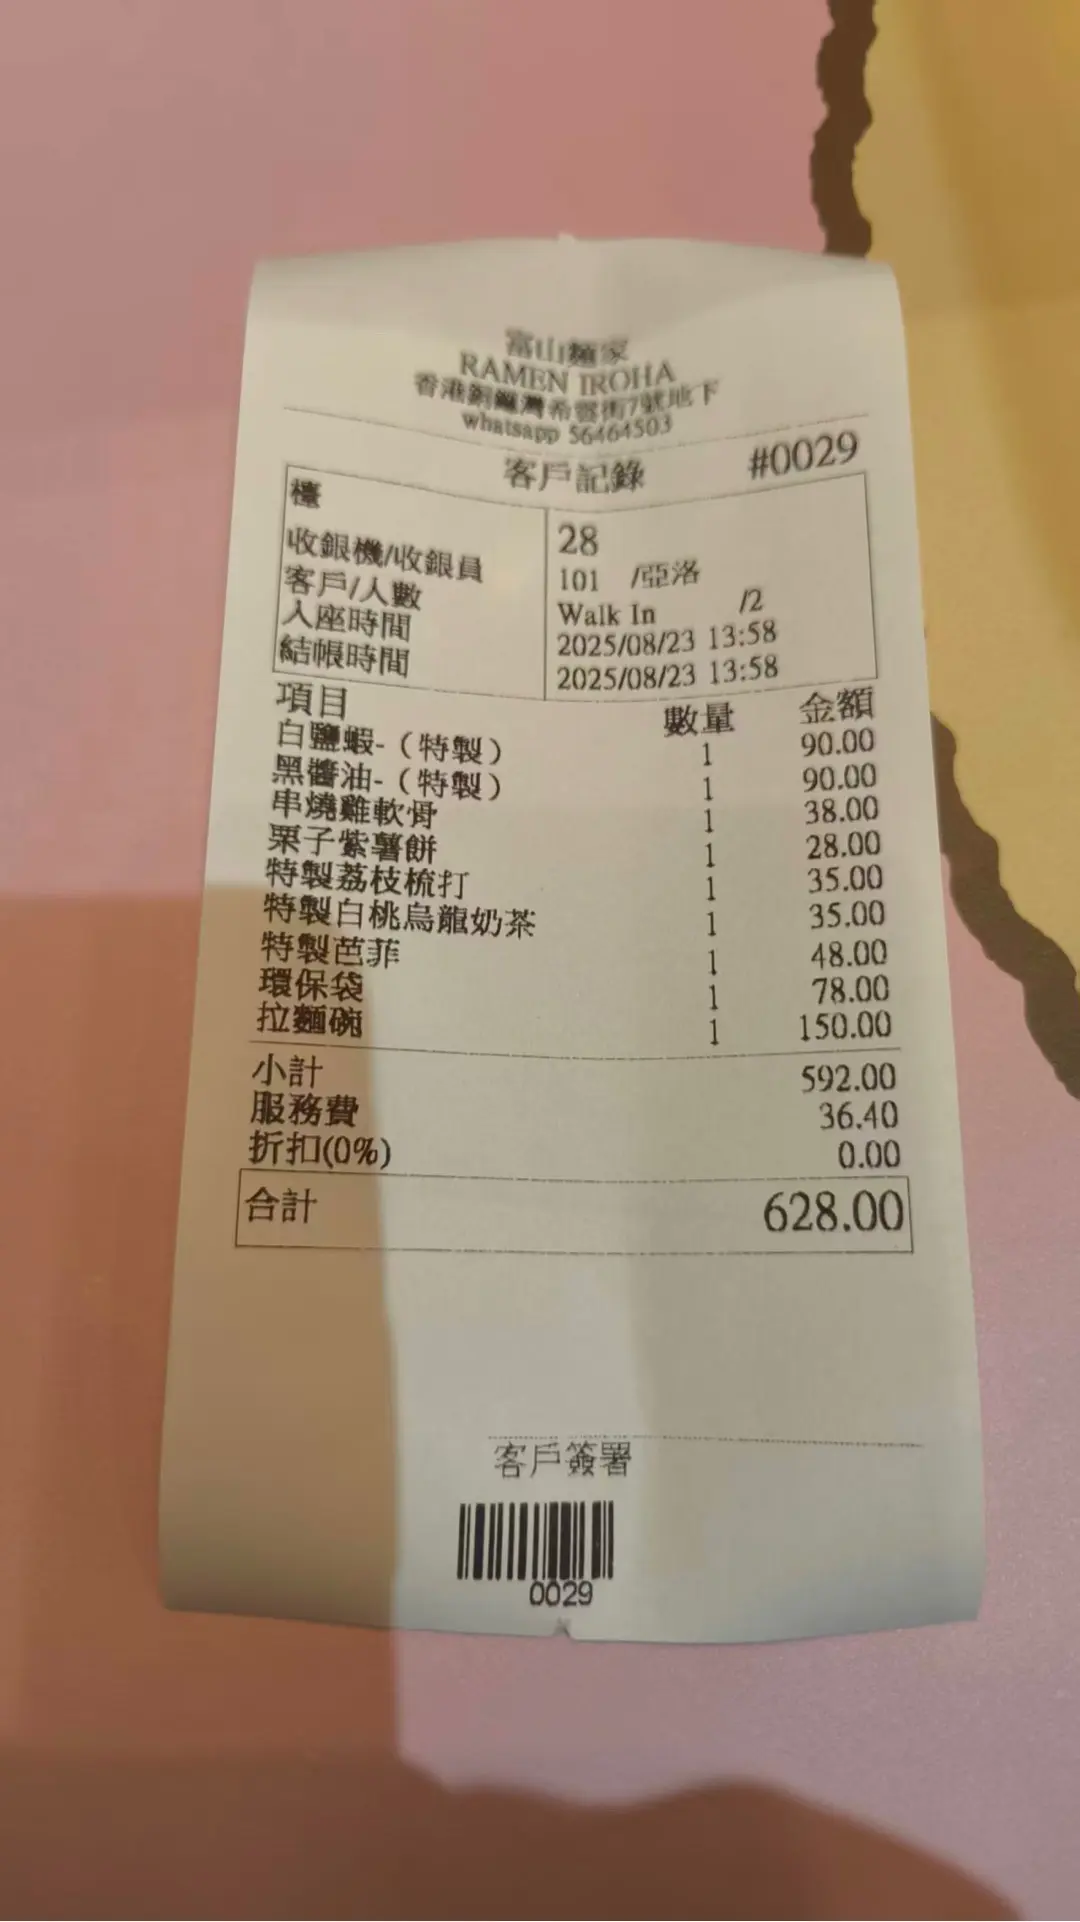 富山麵家
RAMEN IROHA
香港銅鑼灣希雲街7號地下
whatsapp 56464503
客戶記錄 #0029
檯 28
收銀機/收銀員 101 /亞洛
客戶/人數 Walk In /2
入座時間 2025/08/23 13:58
結帳時間 2025/08/23 13:58
項目 數量 金額
白鹽蝦-（特製） 1 90.00
黑醬油-（特製） 1 90.00
串燒雞軟骨 1 38.00
栗子紫薯餅 1 28.00
特製荔枝梳打 1 35.00
特製白桃烏龍奶茶 1 35.00
特製芭菲 1 48.00
環保袋 1 78.00
拉麵碗 1 150.00
小計 592.00
服務費 36.40
折扣(0%) 0.00
合計 628.00
客戶簽署
0029